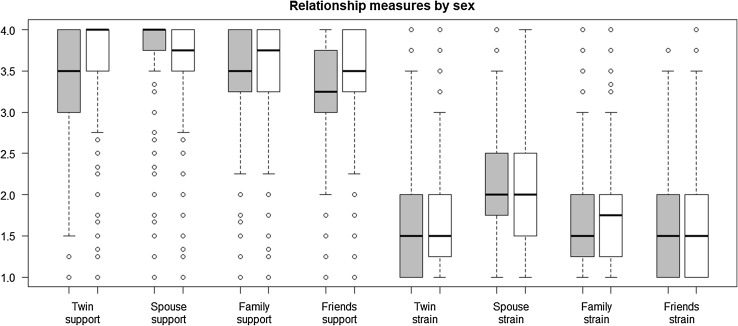 Relationship measures by sex
4.0
3.5
3.0
2.5
2.0
1.5
1.0
Twin
support
Spouse
support
Family
support
Friends
support
Twin
strain
Spouse
strain
Family
strain
Friends
strain